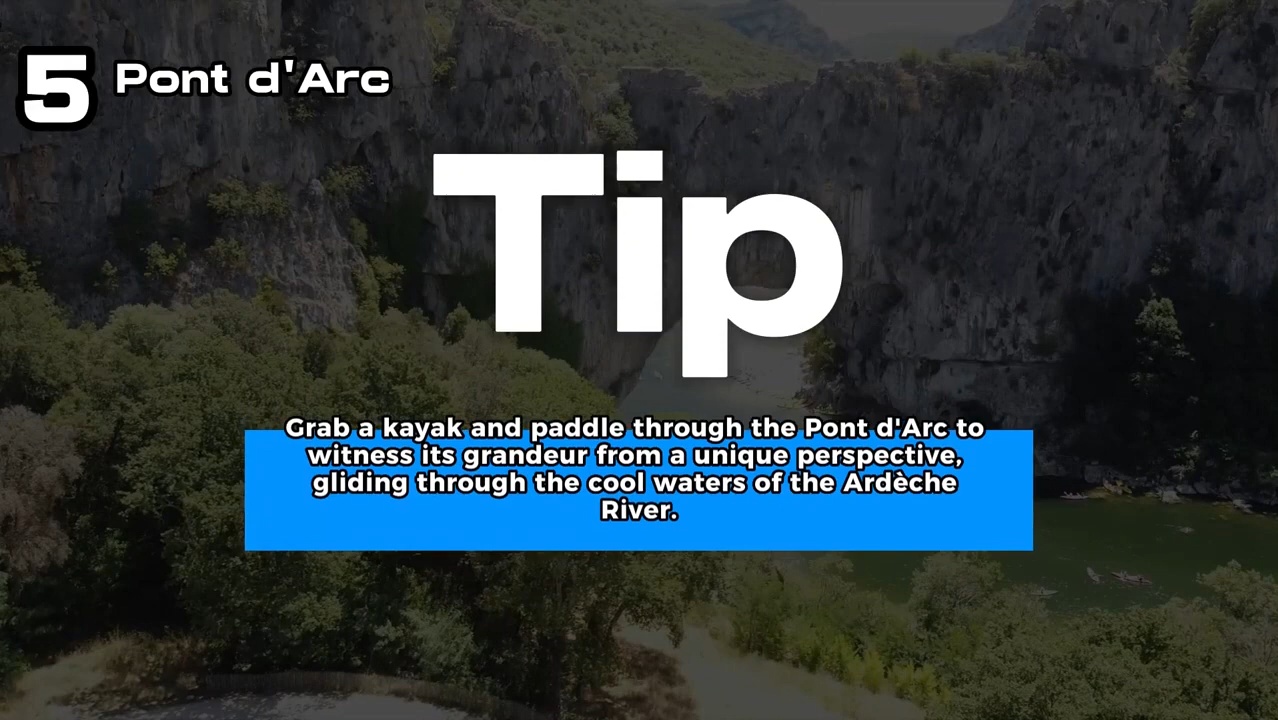 5 Pont d'Arc
Tip
Grab a kayak and paddle through the Pont d'Arc to
witness its grandeur from a unique perspective,
gliding through the cool waters of the Ardèche
River.